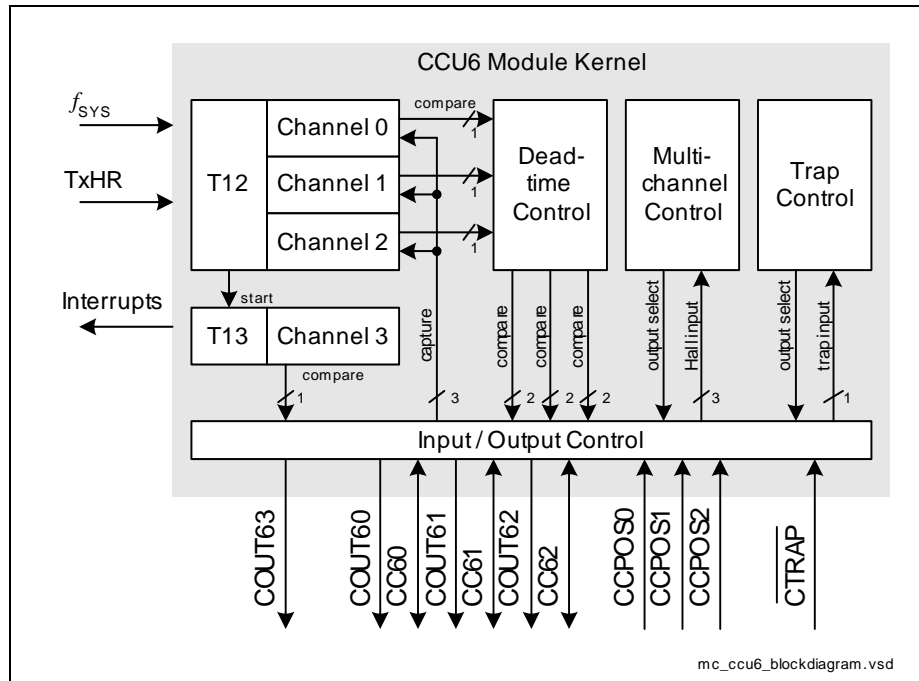 CCU6 Module Kernel
fSYS
TxHR
Interrupts
T12
Channel 0
Channel 1
Channel 2
compare
1
1
1
Dead-
time
Control
Multi-
channel
Control
Trap
Control
start
T13
Channel 3
compare
1
capture
3
compare
2
compare
2
compare
2
output select
Hall input
3
output select
trap input
1
Input / Output Control
COUT63
COUT60
CC60
COUT61
CC61
COUT62
CC62
CCPOS0
CCPOS1
CCPOS2
CTRAP
mc_ccu6_blockdiagram.vsd